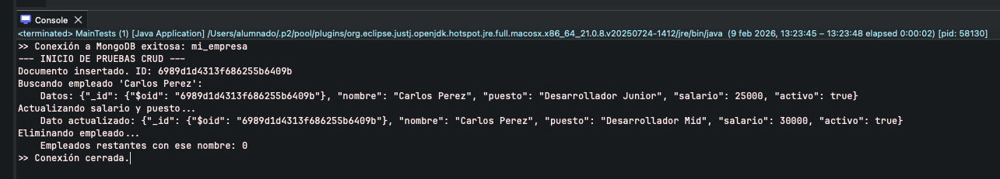 Console
<terminated> MainTests (1) [Java Application] /Users/alumnado/.p2/pool/plugins/org.eclipse.justj.openjdk.hotspot.jre.full.macosx.x86_64_21.0.8.v20250724-1412/jre/bin/java (9 feb 2026, 13:23:45 – 13:23:48 elapsed 0:00:02) [pid: 58130]
>> Conexión a MongoDB exitosa: mi_empresa
--- INICIO DE PRUEBAS CRUD ---
Documento insertado. ID: 6989d1d4313f686255b6409b
Buscando empleado 'Carlos Perez':
    Datos: {"_id": {"$oid": "6989d1d4313f686255b6409b"}, "nombre": "Carlos Perez", "puesto": "Desarrollador Junior", "salario": 25000, "activo": true}
Actualizando salario y puesto...
    Dato actualizado: {"_id": {"$oid": "6989d1d4313f686255b6409b"}, "nombre": "Carlos Perez", "puesto": "Desarrollador Mid", "salario": 30000, "activo": true}
Eliminando empleado...
    Empleados restantes con ese nombre: 0
>> Conexión cerrada.